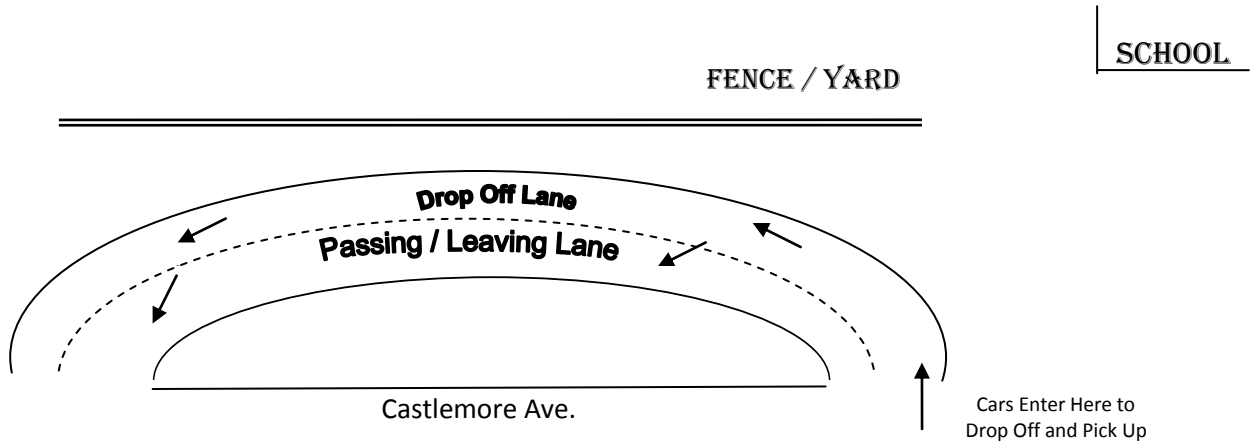 SCHOOL
FENCE / YARD
Drop Off Lane
Passing / Leaving Lane
Castlemore Ave.
Cars Enter Here to
Drop Off and Pick Up